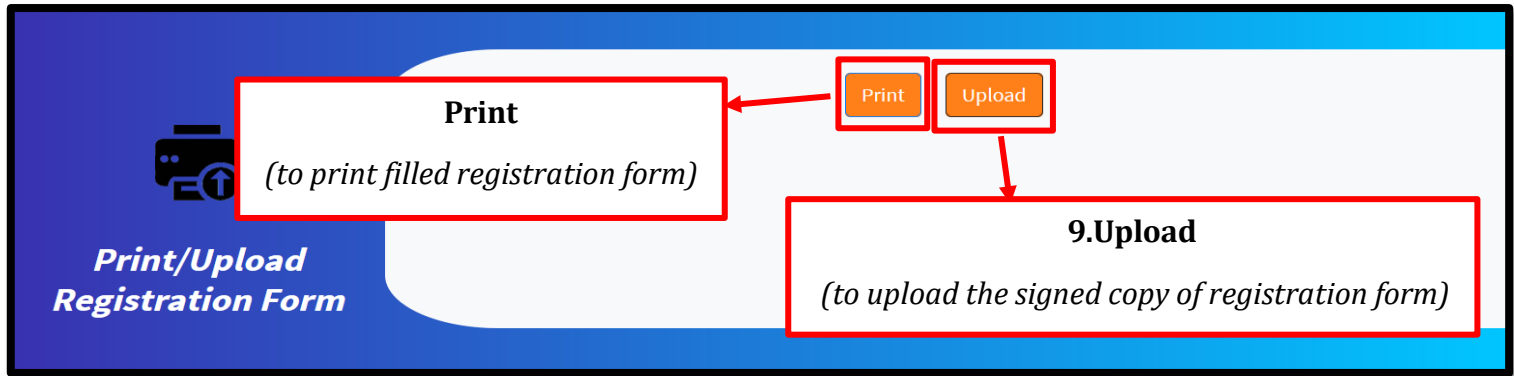 Print Upload
Print
(to print filled registration form)
9.Upload
(to upload the signed copy of registration form)
Print/Upload
Registration Form